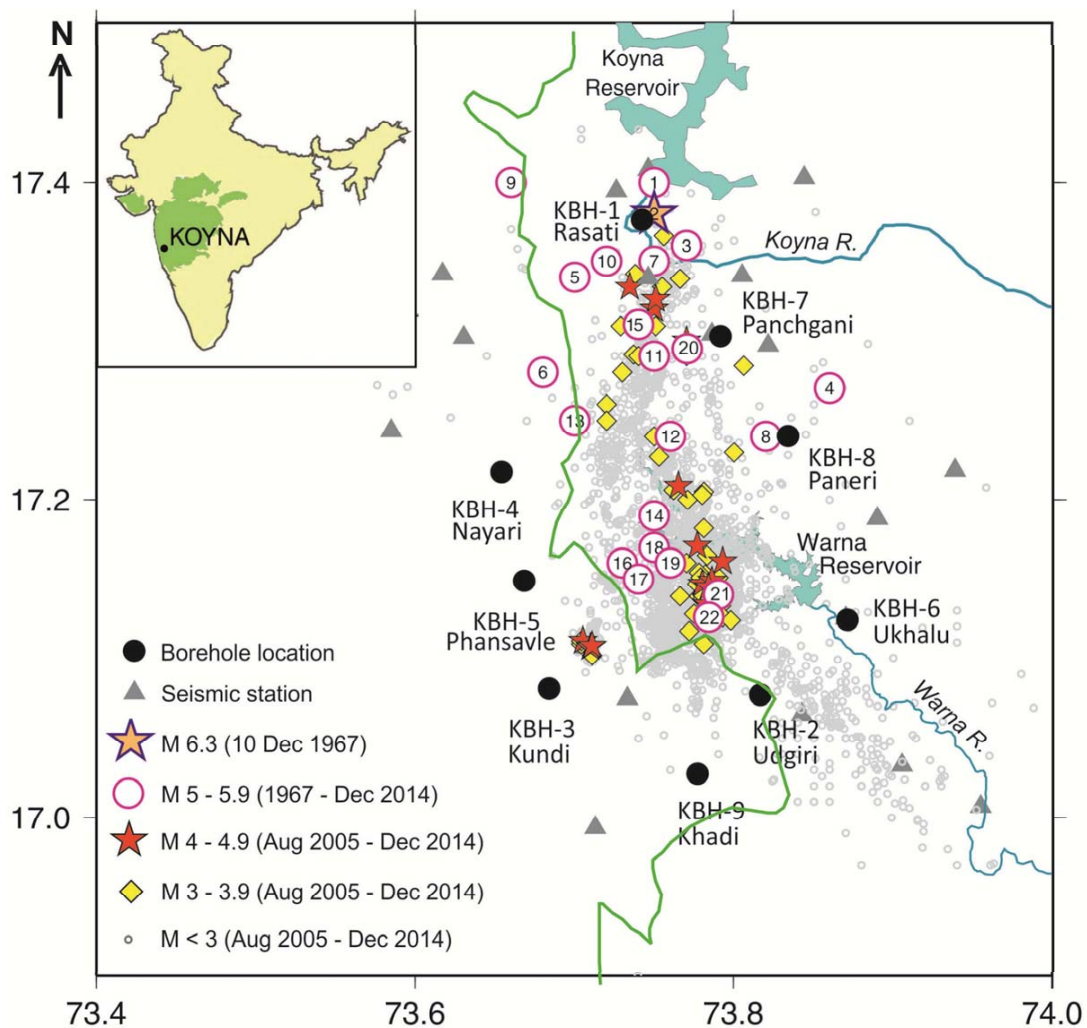 N
KOYNA
Koyna
Reservoir
17.4
9
1
2
KBH-1
Rasati
3
Koyna R.
10
7
5
KBH-7
Panchgani
15
20
11
6
4
13
12
8
KBH-8
Paneri
17.2
KBH-4
Nayari
14
18
16
19
17
Warna
Reservoir
21
22
KBH-5
Phansavle
KBH-6
Ukhalu
Borehole location
Seismic station
KBH-3
Kundi
KBH-2
Udgiri
Warna R.
M 6.3 (10 Dec 1967)
M 5 - 5.9 (1967 - Dec 2014)
17.0
KBH-9
Khadi
M 4 - 4.9 (Aug 2005 - Dec 2014)
M 3 - 3.9 (Aug 2005 - Dec 2014)
M < 3 (Aug 2005 - Dec 2014)
73.4
73.6
73.8
74.0